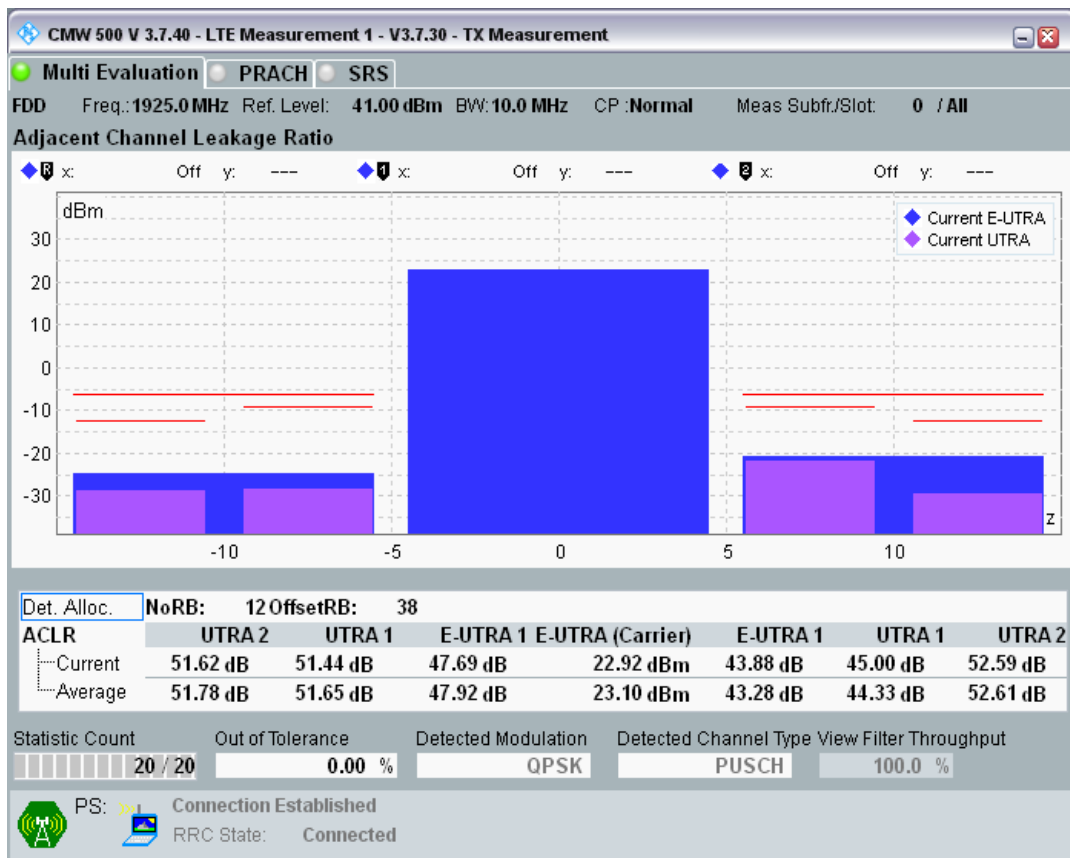 CMW 500 V 3.7.40 - LTE Measurement 1 - V3.7.30 - TX Measurement
Multi Evaluation PRACH SRS
FDD Freq.: 1925.0 MHz Ref. Level: 41.00 dBm BW: 10.0 MHz CP :Normal Meas Subfr./Slot: 0 / All
Adjacent Channel Leakage Ratio
R x: Off y: --- 1 x: Off y: --- 2 x: Off y: ---
dBm
Current E-UTRA
Current UTRA
30
20
10
0
-10
-20
-30
z
-10 -5 0 5 10
Det. Alloc. NoRB: 12 OffsetRB: 38
ACLR UTRA 2 UTRA 1 E-UTRA 1 E-UTRA (Carrier) E-UTRA 1 UTRA 1 UTRA 2
Current 51.62 dB 51.44 dB 47.69 dB 22.92 dBm 43.88 dB 45.00 dB 52.59 dB
Average 51.78 dB 51.65 dB 47.92 dB 23.10 dBm 43.28 dB 44.33 dB 52.61 dB
Statistic Count Out of Tolerance Detected Modulation Detected Channel Type View Filter Throughput
20 / 20 0.00 % QPSK PUSCH 100.0 %
PS: Connection Established
RRC State: Connected